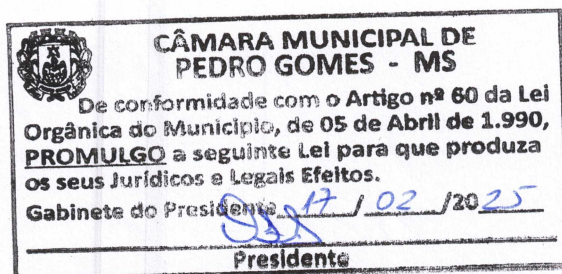 CÂMARA MUNICIPAL DE
PEDRO GOMES - MS
De conformidade com o Artigo nº 60 da Lei
Orgânica do Município, de 05 de Abril de 1.990,
PROMULGO a seguinte Lei para que produza
os seus Jurídicos e Legais Efeitos.
Gabinete do Presidente 17 / 02 /2025
Presidente